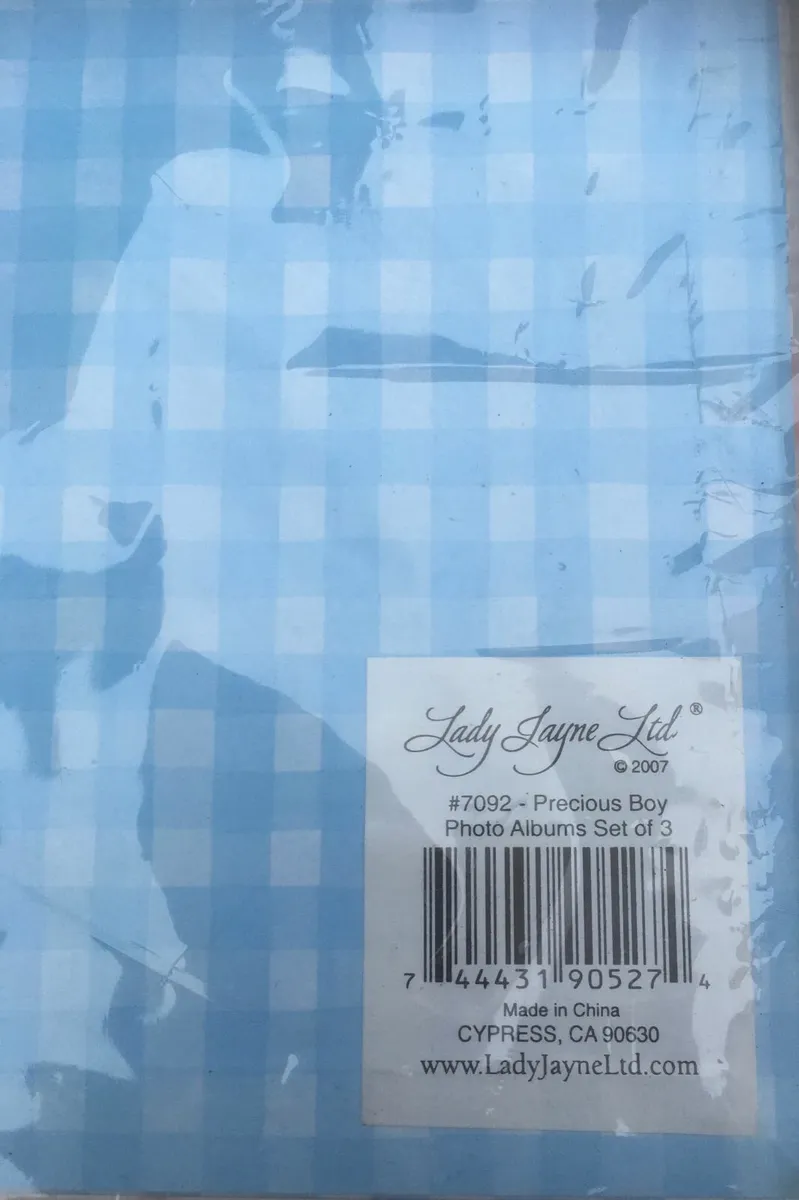 Lady Jayne Ltd.®
© 2007
#7092 - Precious Boy
Photo Albums Set of 3
7 44431 90527 4
Made in China
CYPRESS, CA 90630
www.LadyJayneLtd.com